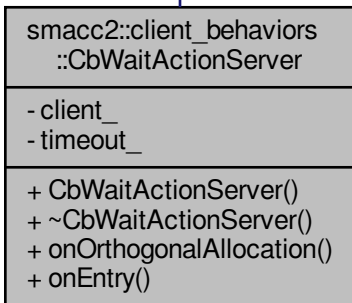 smacc2::client_behaviors
::CbWaitActionServer
- client_
- timeout_
+ CbWaitActionServer()
+ ~CbWaitActionServer()
+ onOrthogonalAllocation()
+ onEntry()